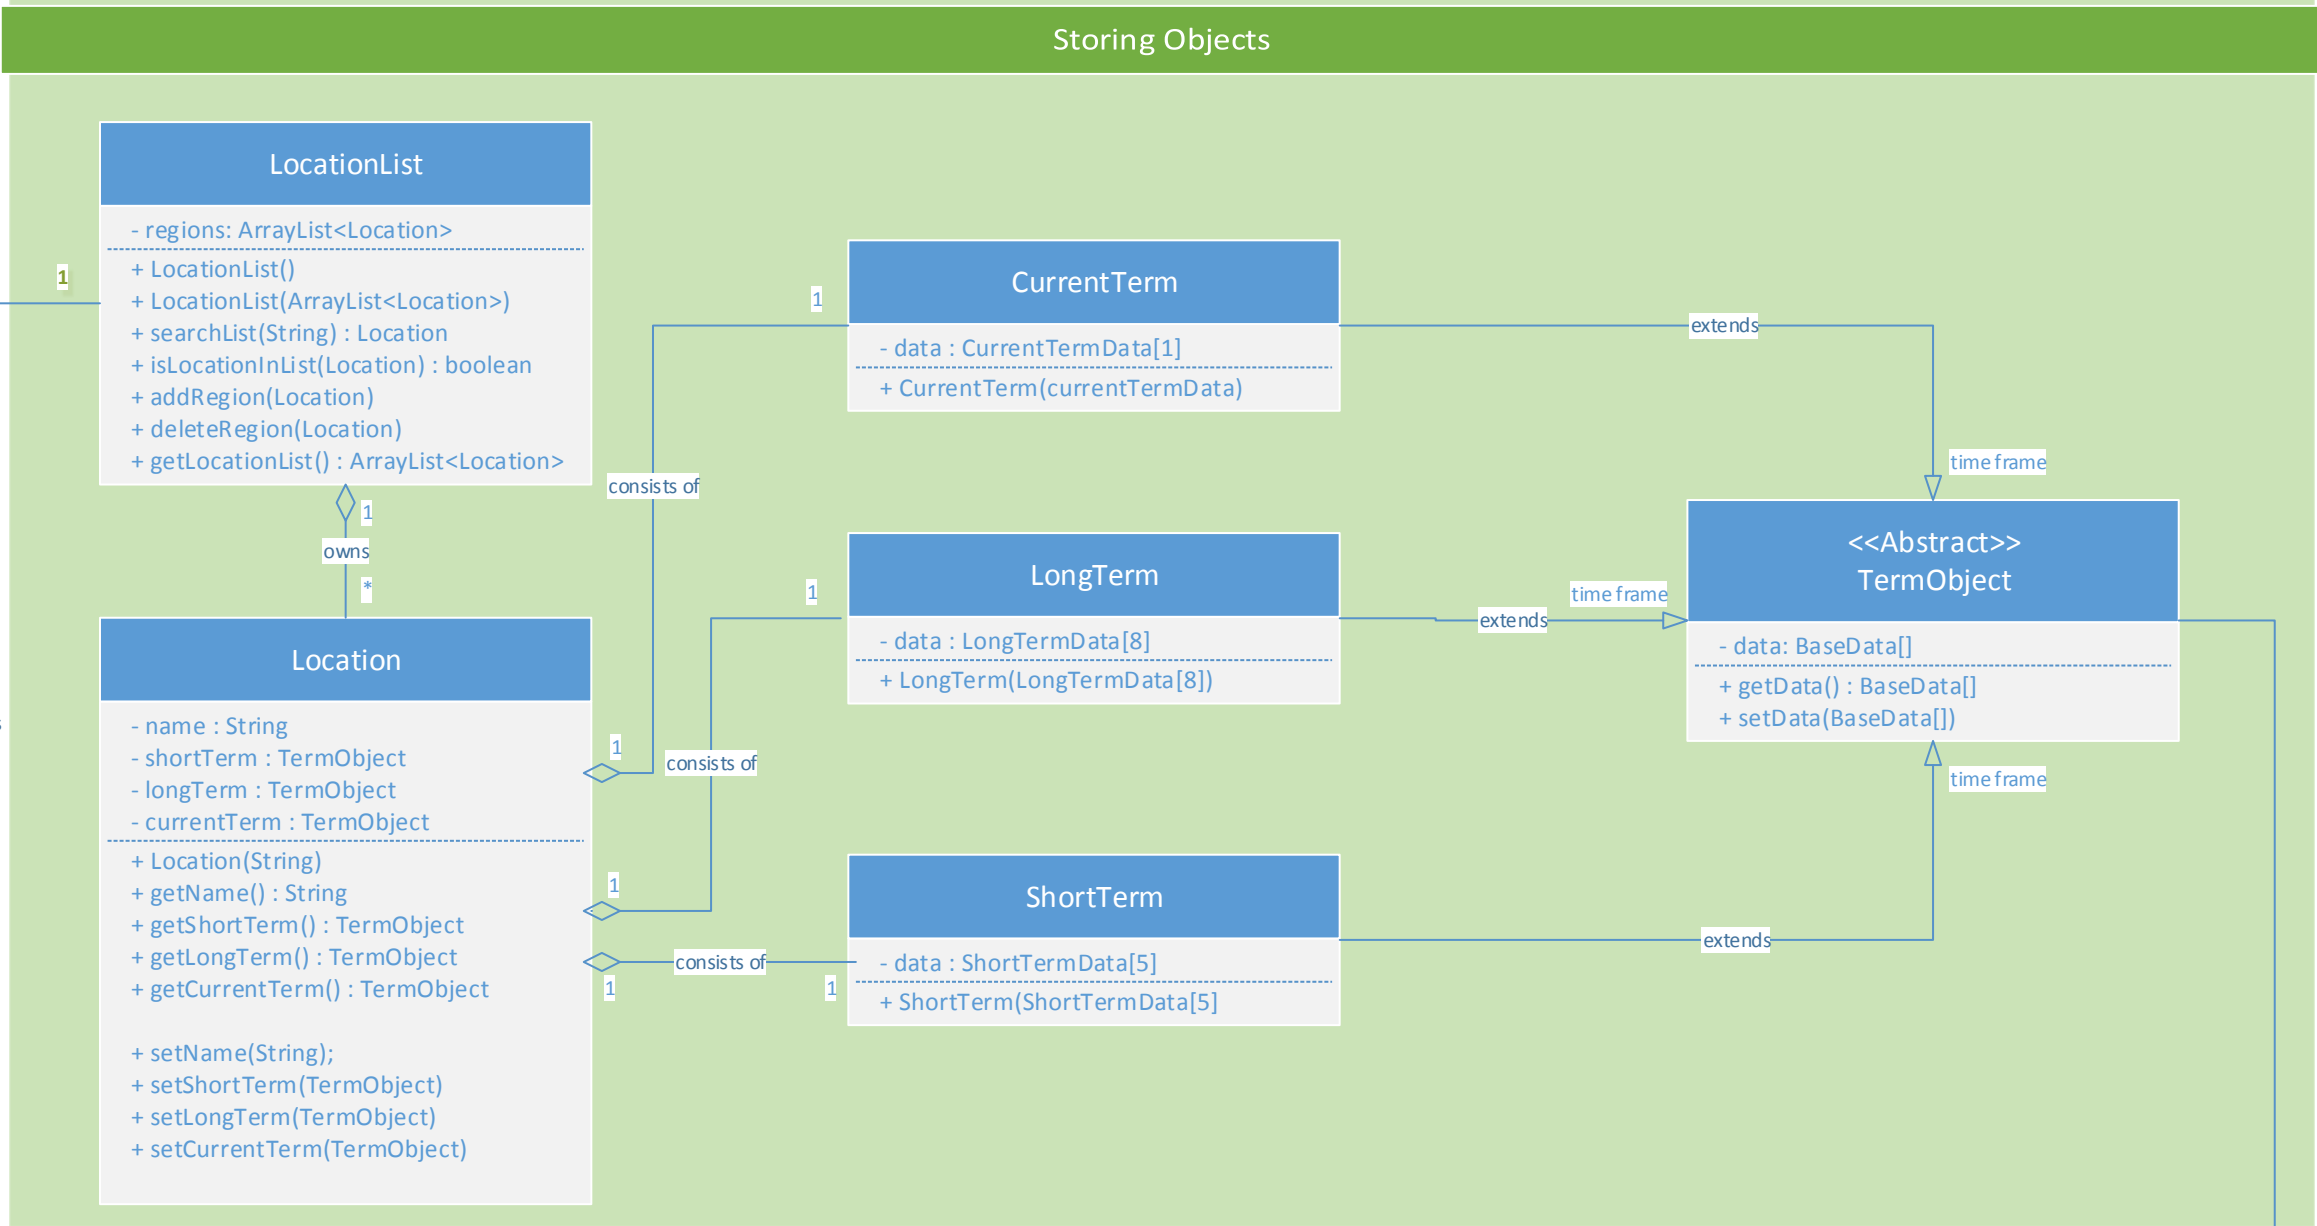 Storing Objects
LocationList
- regions: ArrayList<Location>
+ LocationList()
+ LocationList(ArrayList<Location>)
+ searchList(String) : Location
+ isLocationInList(Location) : boolean
+ addRegion(Location)
+ deleteRegion(Location)
+ getLocationList() : ArrayList<Location>
1
1
owns
*
Location
- name : String
- shortTerm : TermObject
- longTerm : TermObject
- currentTerm : TermObject
+ Location(String)
+ getName() : String
+ getShortTerm() : TermObject
+ getLongTerm() : TermObject
+ getCurrentTerm() : TermObject
+ setName(String);
+ setShortTerm(TermObject)
+ setLongTerm(TermObject)
+ setCurrentTerm(TermObject)
1
consists of
1
CurrentTerm
- data : CurrentTermData[1]
+ CurrentTerm(currentTermData)
extends
time frame
1
consists of
1
LongTerm
- data : LongTermData[8]
+ LongTerm(LongTermData[8])
extends
time frame
1
consists of
1
ShortTerm
- data : ShortTermData[5]
+ ShortTerm(ShortTermData[5]
extends
time frame
<<Abstract>>
TermObject
- data: BaseData[]
+ getData() : BaseData[]
+ setData(BaseData[])